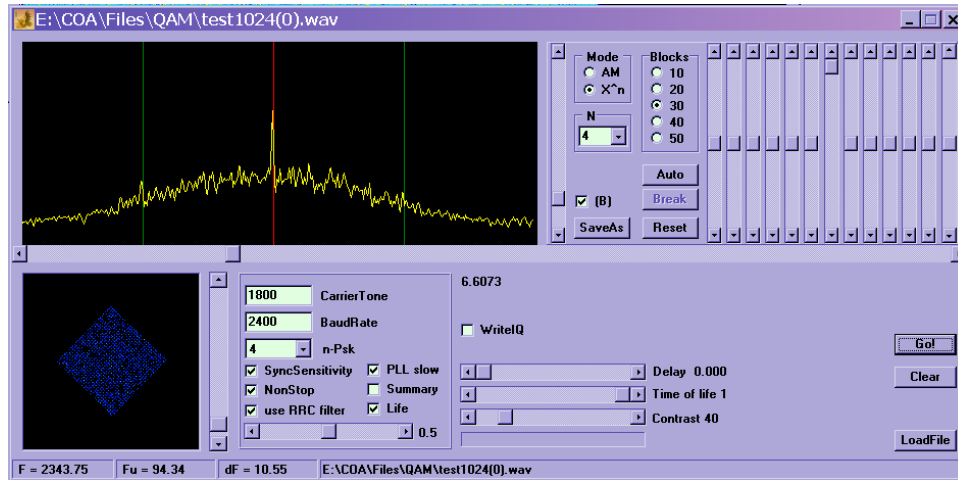 E:\COA\Files\QAM\test1024(0).wav
Mode
AM
X^n
N
4
Blocks
10
20
30
40
50
(B)
Auto
Break
SaveAs
Reset
1800 CarrierTone
2400 BaudRate
4 n-Psk
SyncSensitivity
PLL slow
NonStop
Summary
use RRC filter
Life
0.5
6.6073
WriteIQ
Delay 0.000
Time of life 1
Contrast 40
Go!
Clear
LoadFile
F = 2343.75
Fu = 94.34
dF = 10.55
E:\COA\Files\QAM\test1024(0).wav